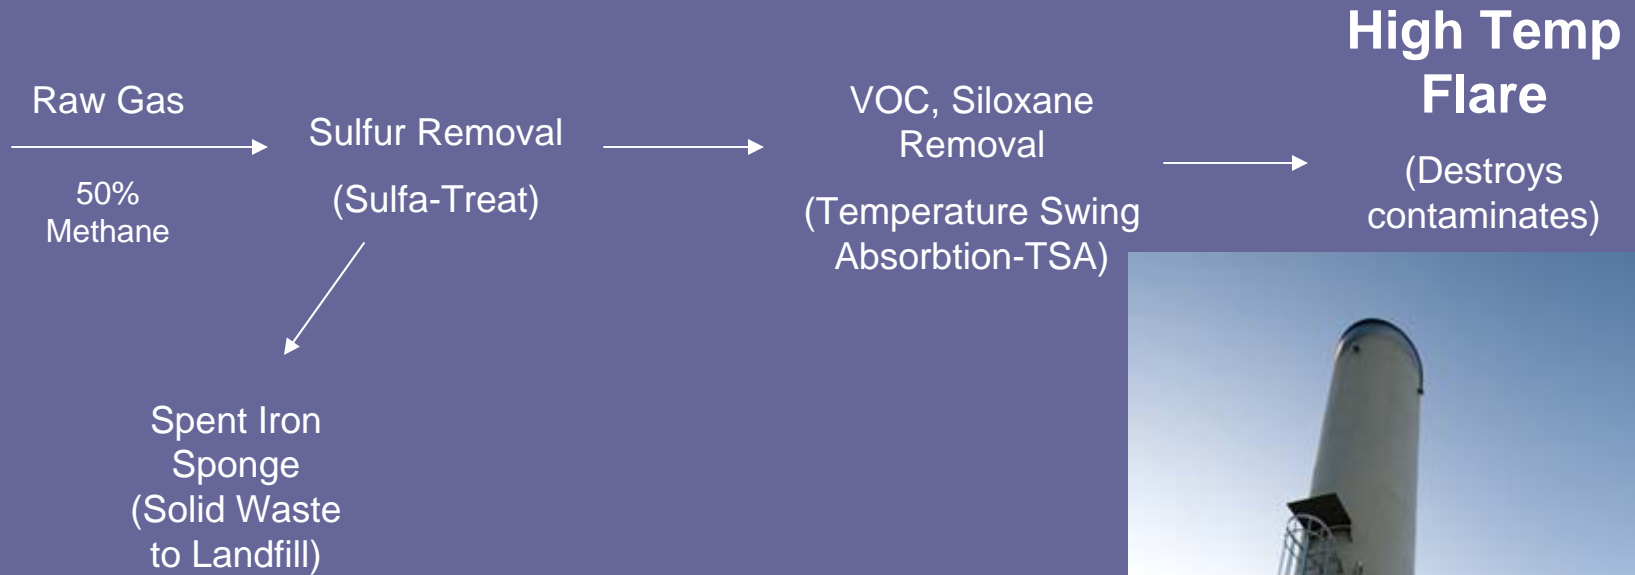 Raw Gas
50%
Methane
Sulfur Removal
(Sulfa-Treat)
Spent Iron
Sponge
(Solid Waste
to Landfill)
VOC, Siloxane
Removal
(Temperature Swing
Absorbtion-TSA)
High Temp
Flare
(Destroys
contaminates)